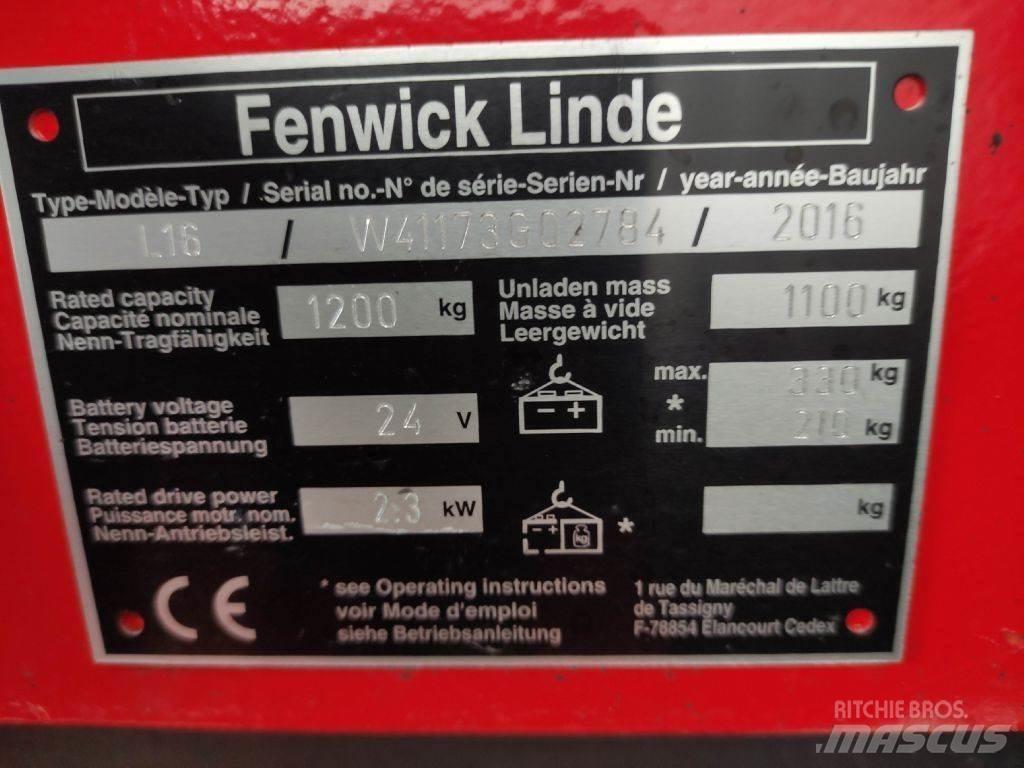 Fenwick Linde
Type-Modèle-Typ / Serial no.-N° de série-Serien-Nr / year-année-Baujahr
L16 / W41173G02784 / 2016
Rated capacity
Capacité nominale
Nenn-Tragfähigkeit
1200 kg
Unladen mass
Masse à vide
Leergewicht
1100 kg
Battery voltage
Tension batterie
Batteriespannung
24 V
- +
max. 330 kg
*
min. 210 kg
Rated drive power
Puissance motr. nom.
Nenn-Antriebsleist.
2.3 kW
- + kg *
kg
CE
* see Operating instructions
voir Mode d'emploi
siehe Betriebsanleitung
1 rue du Maréchal de Lattre
de Tassigny
F-78854 Elancourt Cedex
RITCHIE BROS.
MASCUS